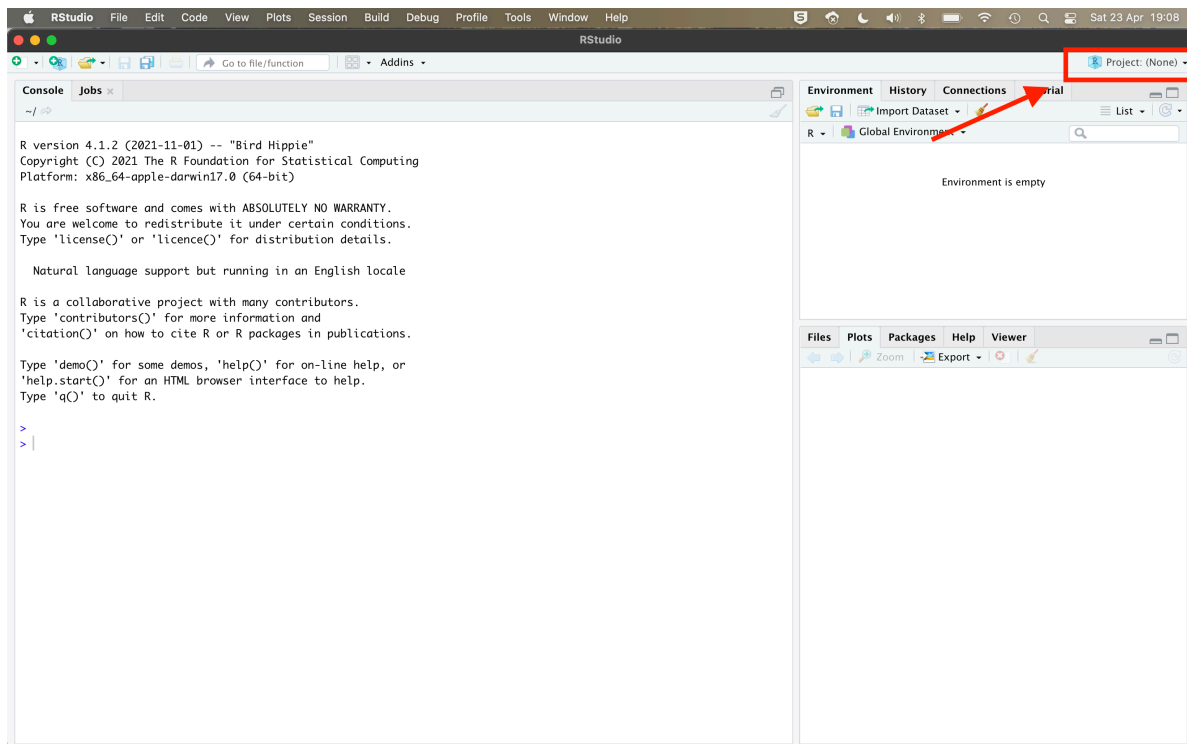 RStudio File Edit Code View Plots Session Build Debug Profile Tools Window Help Sat 23 Apr 19:08
RStudio
Go to file/function Addins Project: (None)
Console Jobs
~/
R version 4.1.2 (2021-11-01) -- "Bird Hippie"
Copyright (C) 2021 The R Foundation for Statistical Computing
Platform: x86_64-apple-darwin17.0 (64-bit)
R is free software and comes with ABSOLUTELY NO WARRANTY.
You are welcome to redistribute it under certain conditions.
Type 'license()' or 'licence()' for distribution details.
Natural language support but running in an English locale
R is a collaborative project with many contributors.
Type 'contributors()' for more information and
'citation()' on how to cite R or R packages in publications.
Type 'demo()' for some demos, 'help()' for on-line help, or
'help.start()' for an HTML browser interface to help.
Type 'q()' to quit R.
>
>
Environment History Connections
Import Dataset List
R Global Environment
Environment is empty
Files Plots Packages Help Viewer
Zoom Export